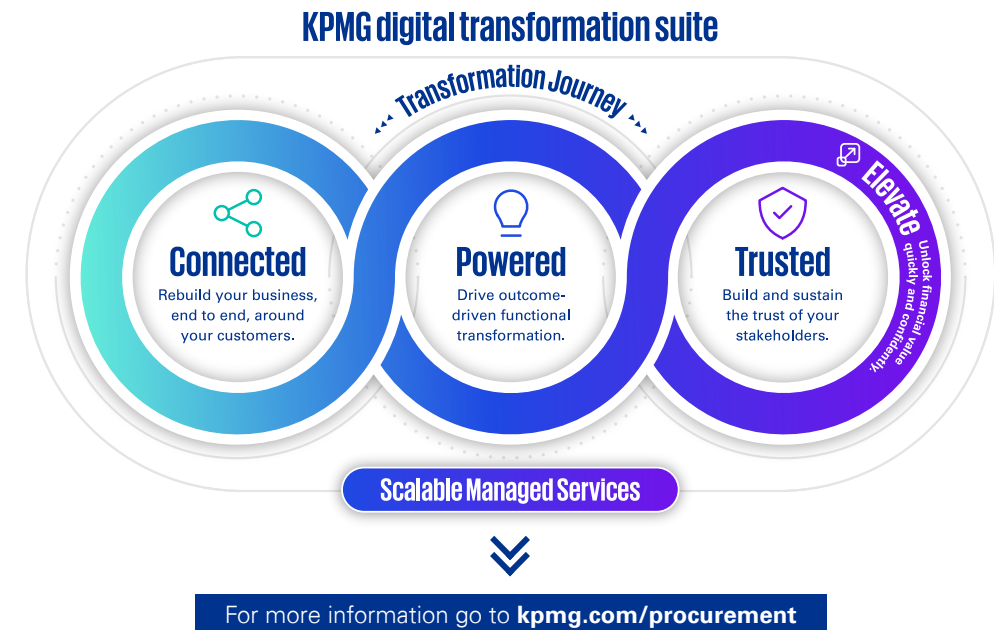 KPMG digital transformation suite
Transformation Journey
Connected
Rebuild your business,
end to end, around
your customers.
Powered
Drive outcome-
driven functional
transformation.
Trusted
Build and sustain
the trust of your
stakeholders.
Elevate
Unlock financial value
quickly and confidently.
Scalable Managed Services
For more information go to kpmg.com/procurement